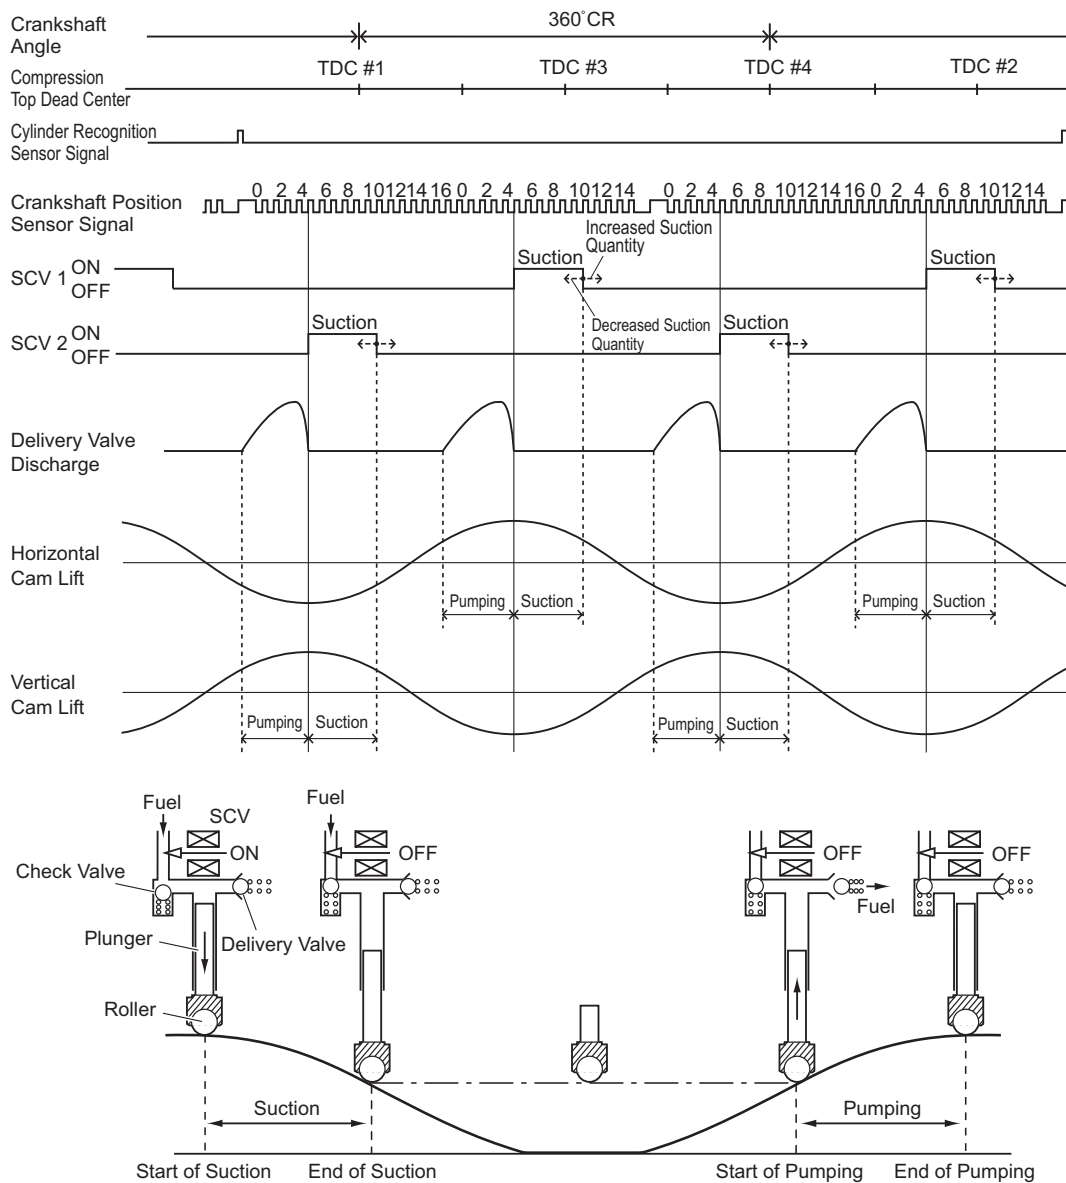 Crankshaft
Angle
360°CR
Compression
Top Dead Center
TDC #1
TDC #3
TDC #4
TDC #2
Cylinder Recognition
Sensor Signal
Crankshaft Position
Sensor Signal
0 2 4 6 8 10 12 14 16 0 2 4 6 8 10 12 14 0 2 4 6 8 10 12 14 16 0 2 4 6 8 10 12 14
Increased Suction
Quantity
SCV 1 ON
OFF
Suction
Suction
Decreased Suction
Quantity
SCV 2 ON
OFF
Suction
Suction
Delivery Valve
Discharge
Horizontal
Cam Lift
Pumping Suction
Pumping Suction
Vertical
Cam Lift
Pumping Suction
Pumping Suction
Fuel
SCV
ON
Check Valve
Plunger
Delivery Valve
Roller
Fuel
OFF
OFF
Fuel
OFF
Suction
Pumping
Start of Suction
End of Suction
Start of Pumping
End of Pumping